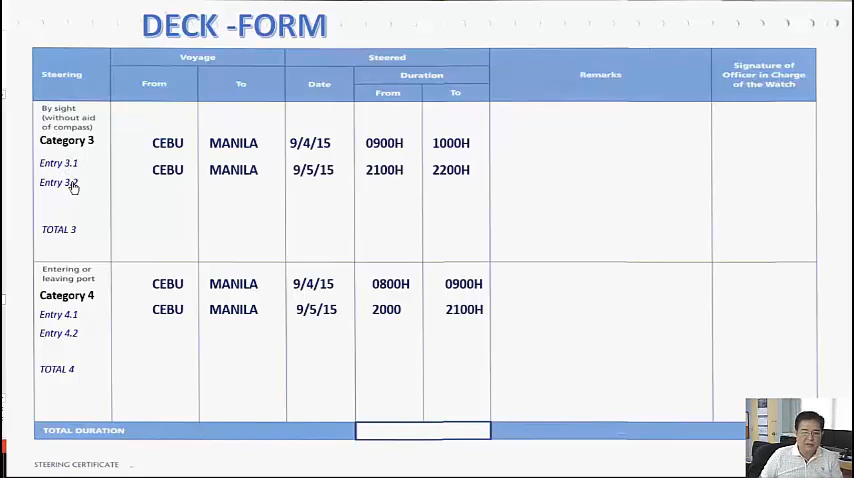 DECK -FORM
Steering
Voyage
Steered
Remarks
Signature of
Officer in Charge
of the Watch
From
To
Date
Duration
From
To
By sight
(without aid
of compass)
Category 3
CEBU MANILA 9/4/15 0900H 1000H
Entry 3.1
CEBU MANILA 9/5/15 2100H 2200H
Entry 3.2
TOTAL 3
Entering or
leaving port
CEBU MANILA 9/4/15 0800H 0900H
Category 4
CEBU MANILA 9/5/15 2000 2100H
Entry 4.1
Entry 4.2
TOTAL 4
TOTAL DURATION
STEERING CERTIFICATE